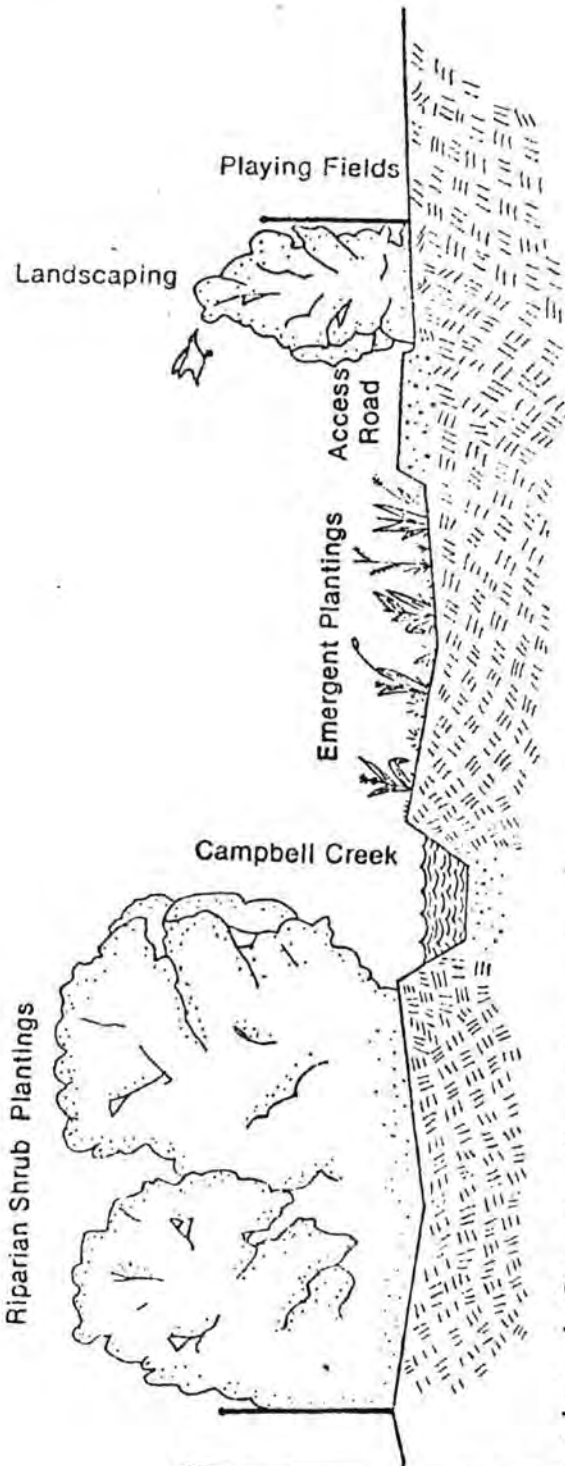 Riparian Shrub Plantings
Campbell Creek
Emergent Plantings
Access
Road
Landscaping
Playing Fields